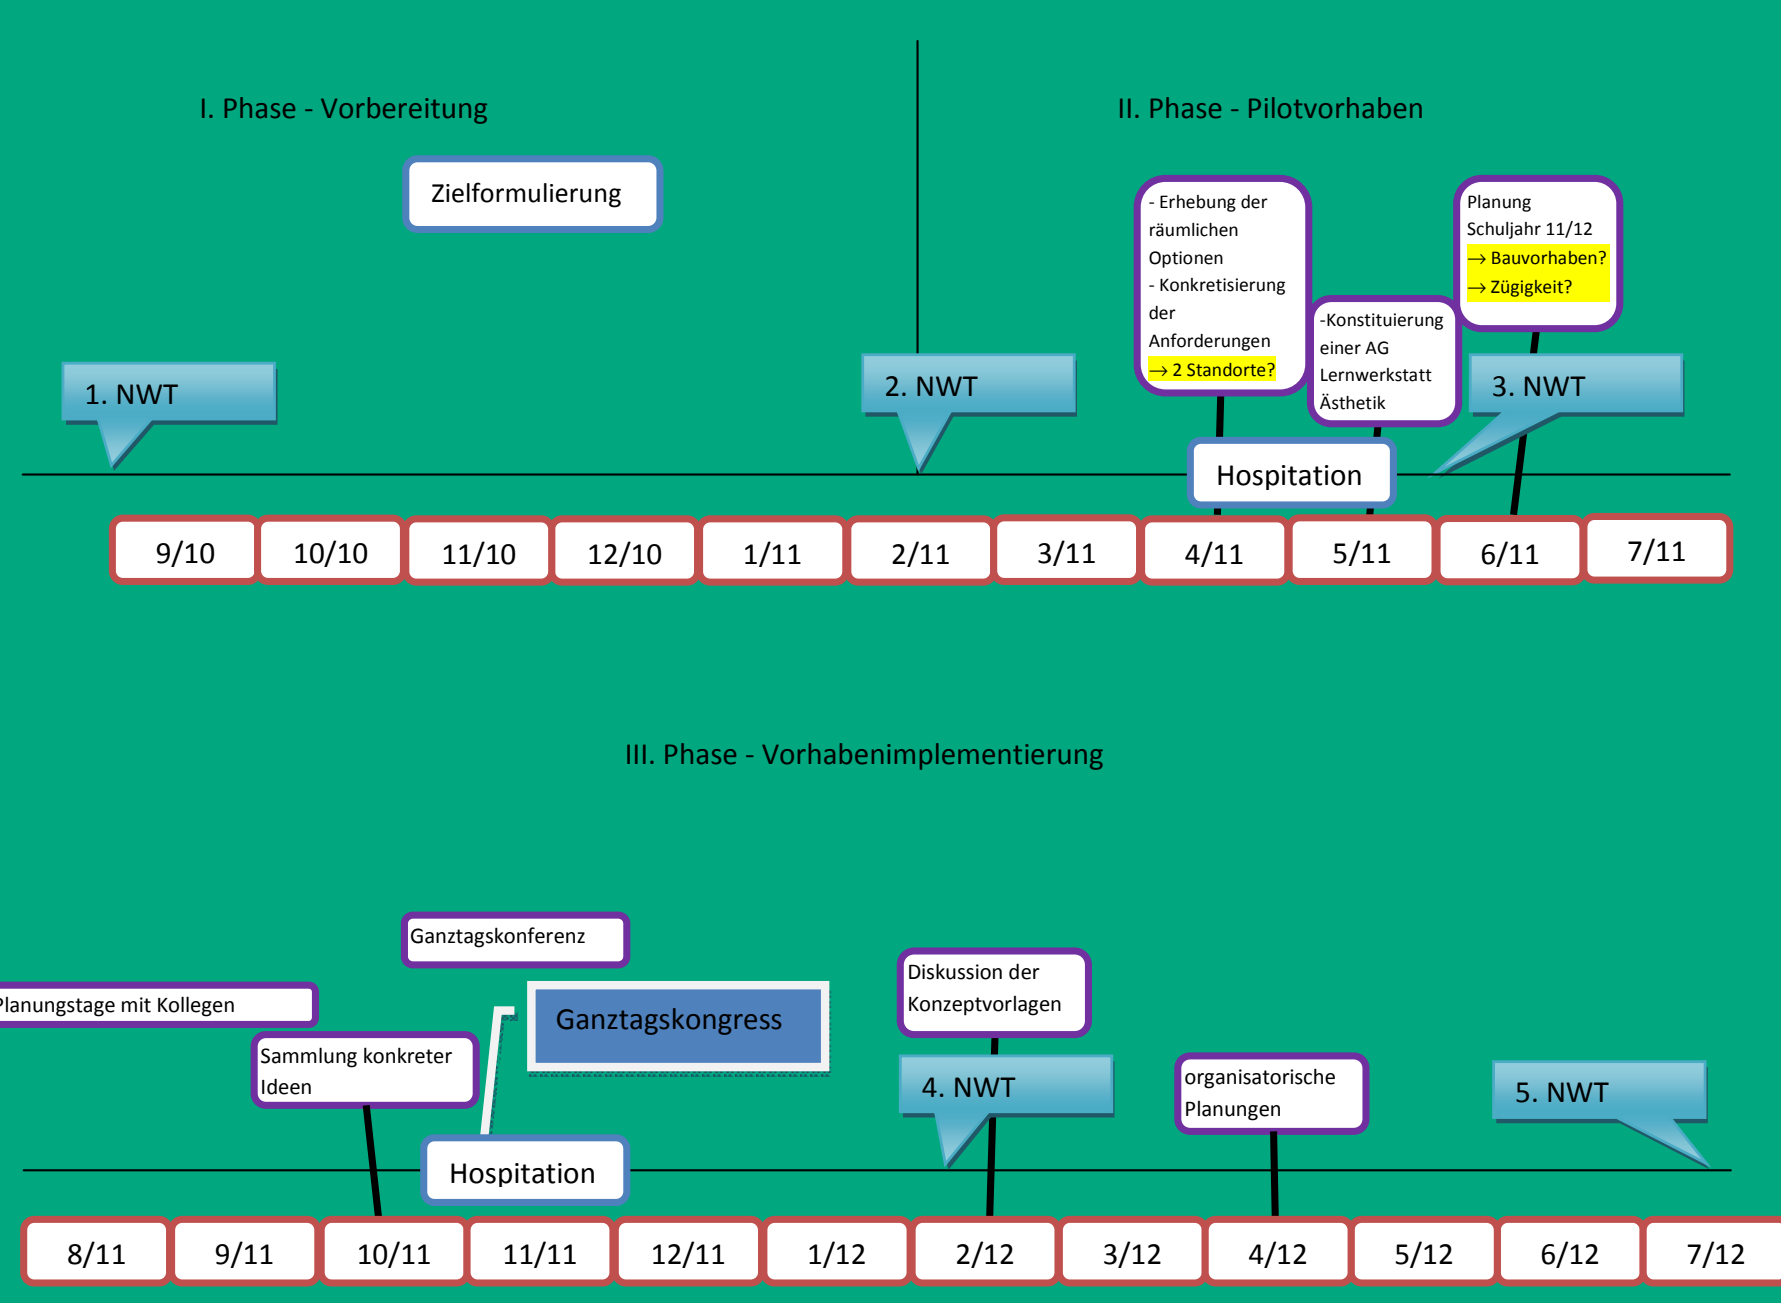 I. Phase - Vorbereitung
II. Phase - Pilotvorhaben
Zielformulierung
- Erhebung der
räumlichen
Optionen
- Konkretisierung
der
Anforderungen
→ 2 Standorte?
-Konstituierung
einer AG
Lernwerkstatt
Ästhetik
Planung
Schuljahr 11/12
→ Bauvorhaben?
→ Zügigkeit?
1. NWT
2. NWT
3. NWT
Hospitation
9/10
10/10
11/10
12/10
1/11
2/11
3/11
4/11
5/11
6/11
7/11
III. Phase - Vorhabenimplementierung
Planungstage mit Kollegen
Sammlung konkreter
Ideen
Ganztagskonferenz
Ganztagskongress
Hospitation
Diskussion der
Konzeptvorlagen
4. NWT
organisatorische
Planungen
5. NWT
8/11
9/11
10/11
11/11
12/11
1/12
2/12
3/12
4/12
5/12
6/12
7/12